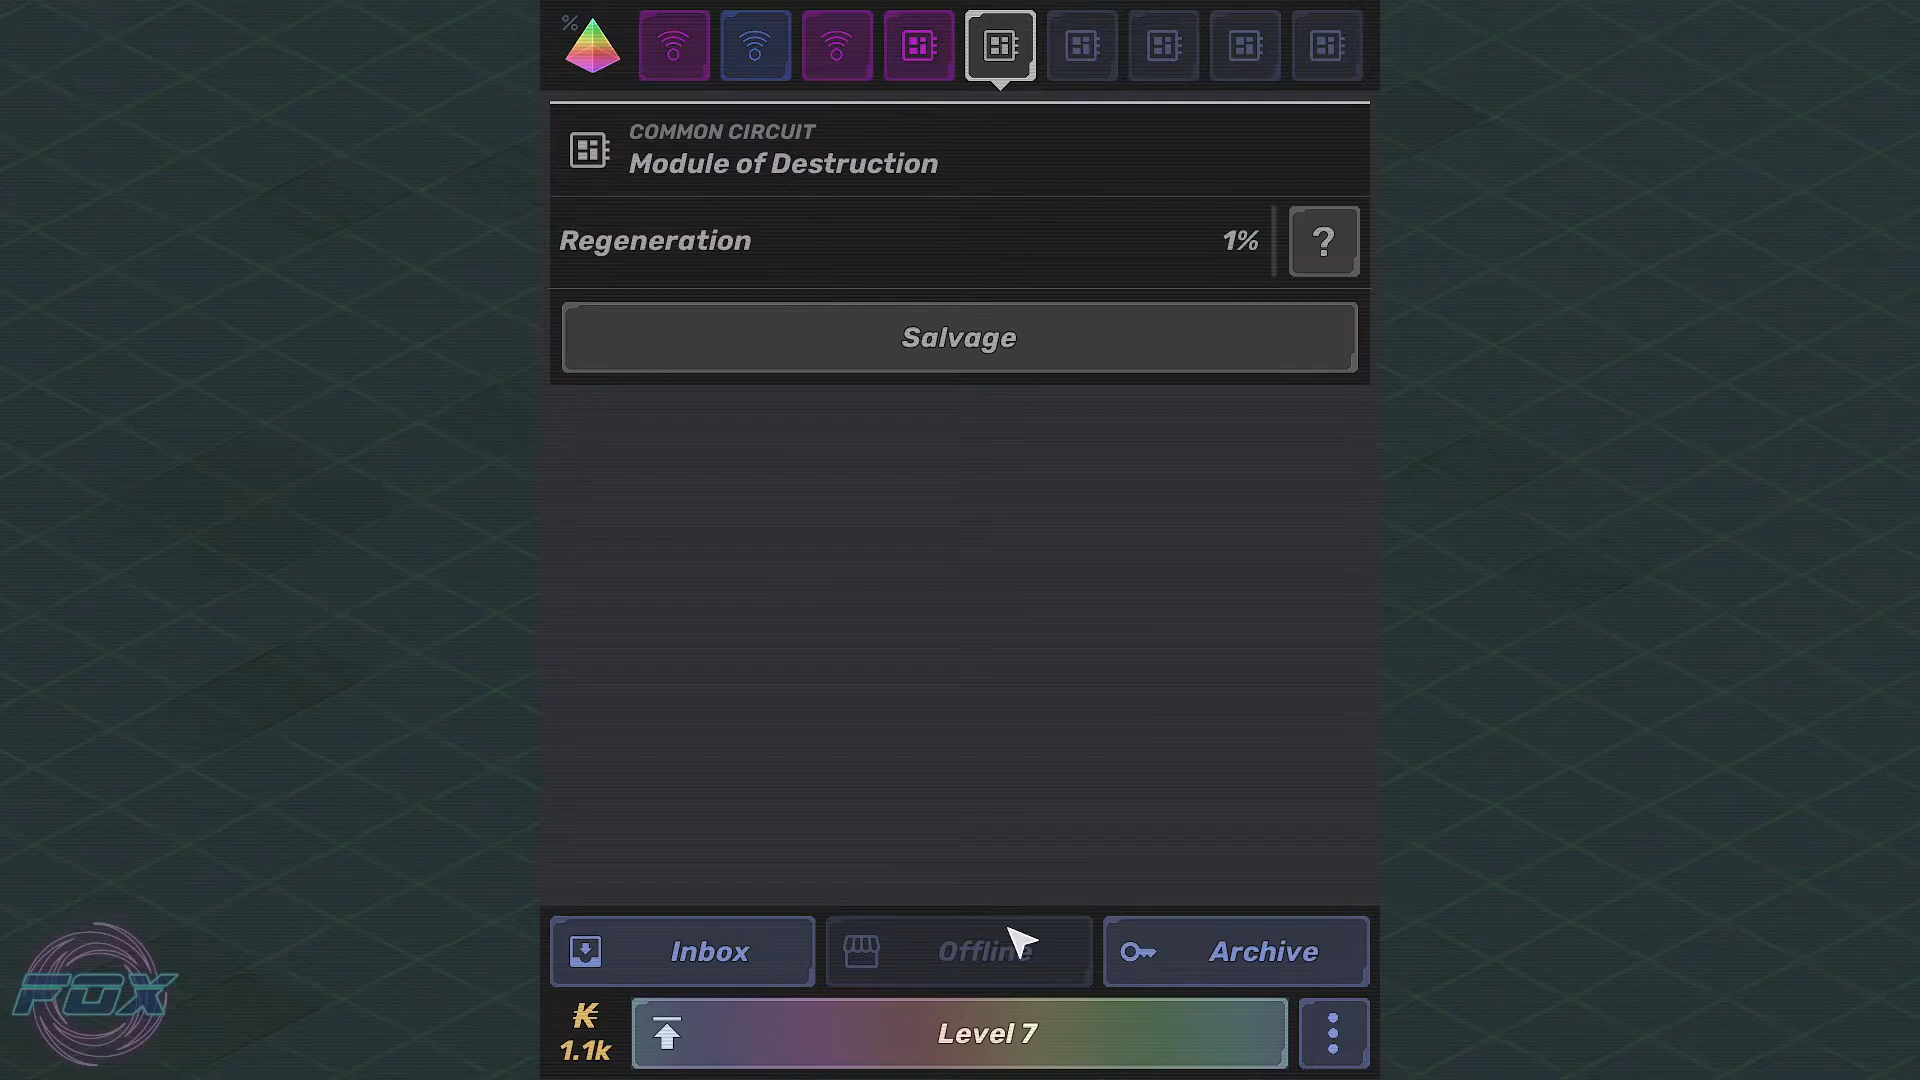 %
COMMON CIRCUIT
Module of Destruction
Regeneration 1% ?
Salvage
Inbox Offline Archive
₭ Level 7
1.1k
FOX